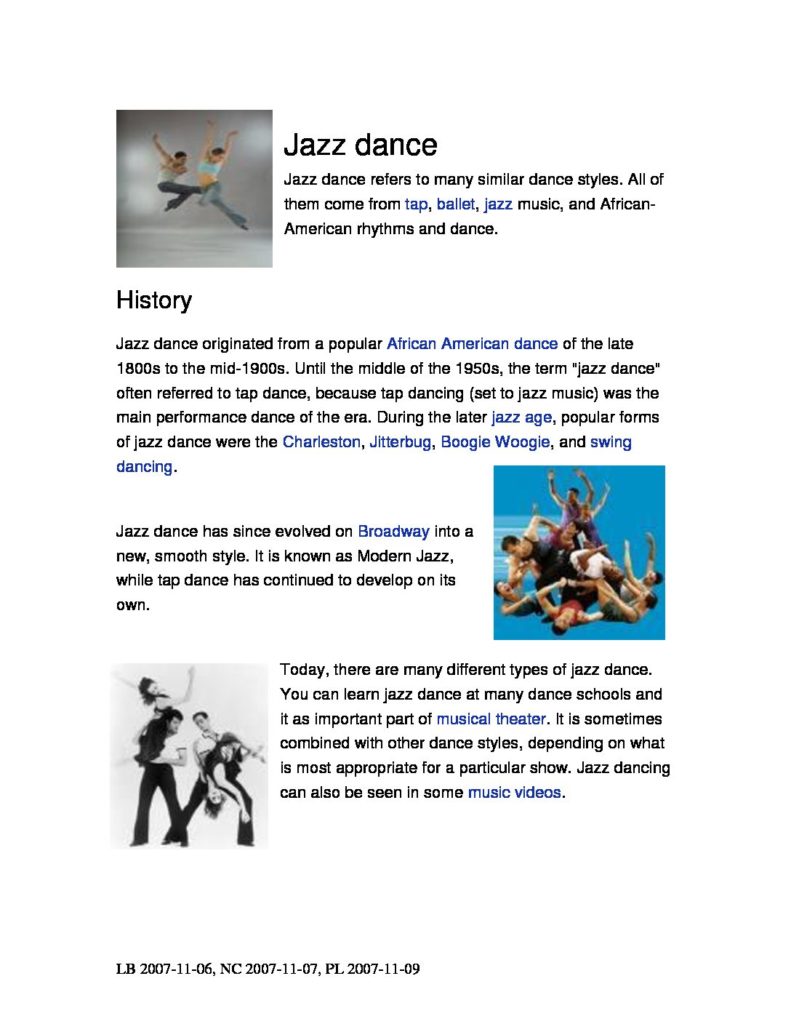 Jazz dance
Jazz dance refers to many similar dance styles. All of
them come from tap, ballet, jazz music, and African-
American rhythms and dance.
History
Jazz dance originated from a popular African American dance of the late
1800s to the mid-1900s. Until the middle of the 1950s, the term "jazz dance"
often referred to tap dance, because tap dancing (set to jazz music) was the
main performance dance of the era. During the later jazz age, popular forms
of jazz dance were the Charleston, Jitterbug, Boogie Woogie, and swing
dancing.
Jazz dance has since evolved on Broadway into a
new, smooth style. It is known as Modern Jazz,
while tap dance has continued to develop on its
own.
Today, there are many different types of jazz dance.
You can learn jazz dance at many dance schools and
it as important part of musical theater. It is sometimes
combined with other dance styles, depending on what
is most appropriate for a particular show. Jazz dancing
can also be seen in some music videos.
LB 2007-11-06, NC 2007-11-07, PL 2007-11-09